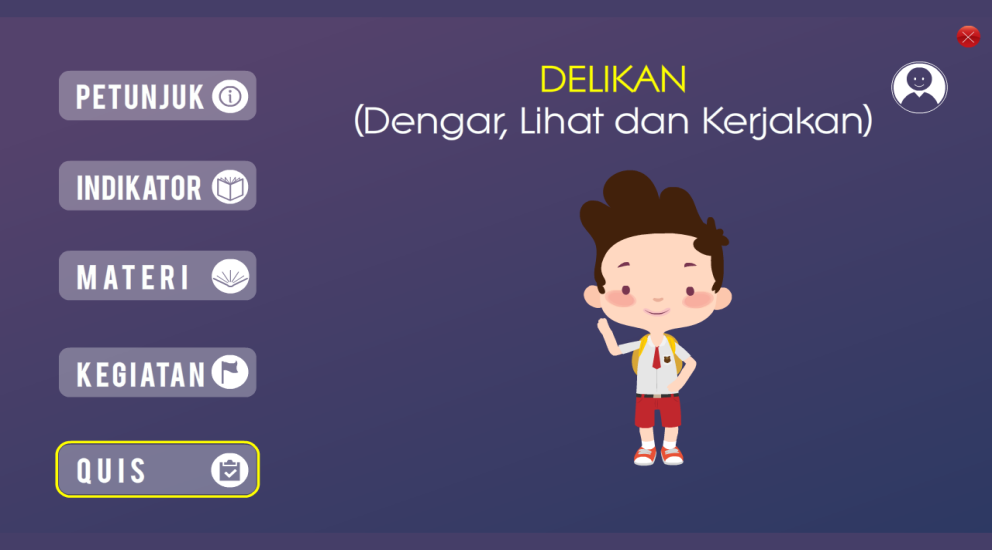 DELIKAN
(Dengar, Lihat dan Kerjakan)
PETUNJUK
INDIKATOR
MATERI
KEGIATAN
QUIS